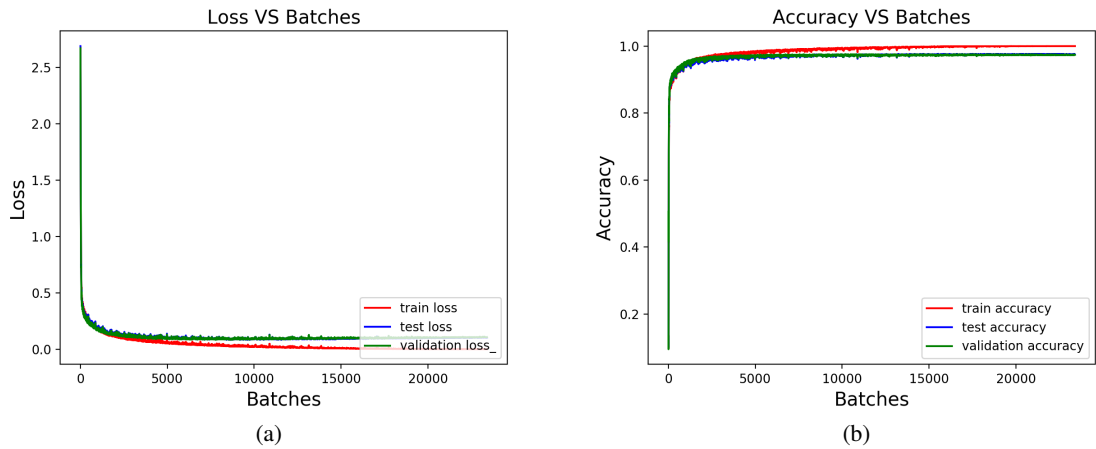 Loss VS Batches
2.5
2.0
1.5
1.0
0.5
0.0
Loss
train loss
test loss
validation loss_
0 5000 10000 15000 20000
Batches
(a)
Accuracy VS Batches
1.0
0.8
0.6
0.4
0.2
Accuracy
train accuracy
test accuracy
validation accuracy
0 5000 10000 15000 20000
Batches
(b)